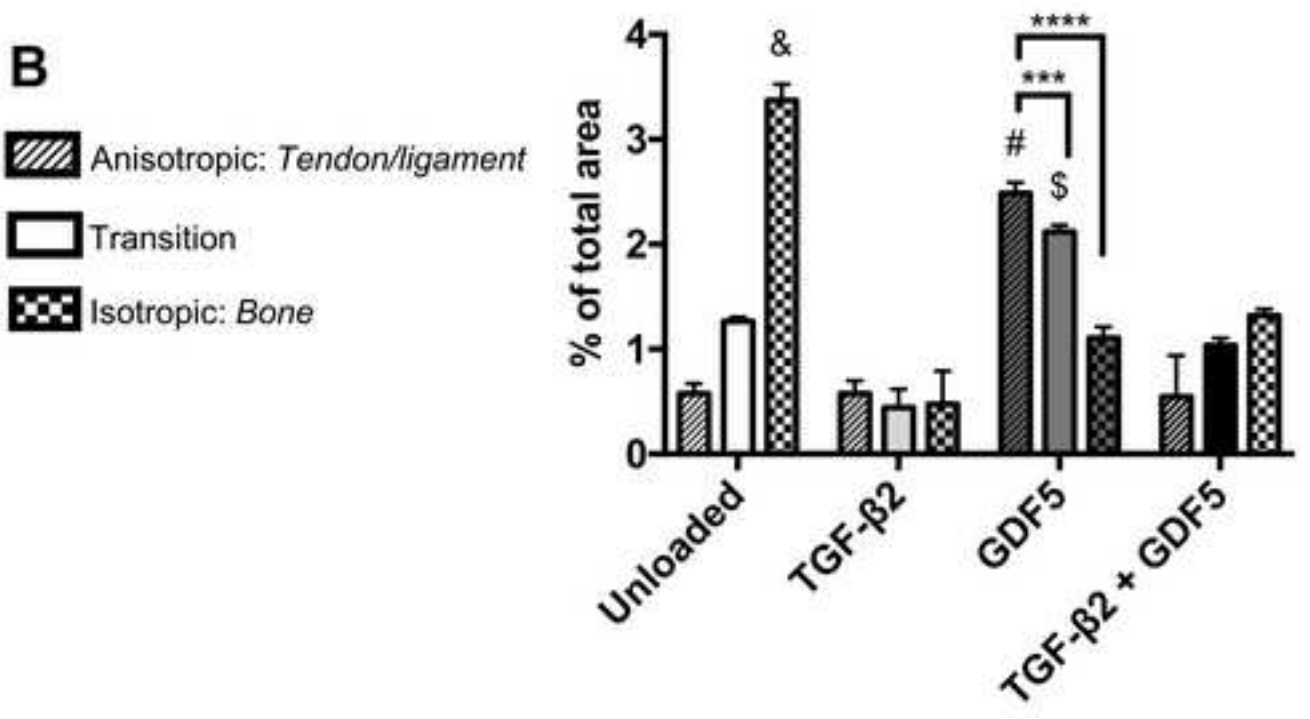 B
Anisotropic: Tendon/ligament
Transition
Isotropic: Bone
% of total area
4
3
2
1
0
&
#
$
***
****
Unloaded
TGF-β2
GDF5
TGF-β2 + GDF5